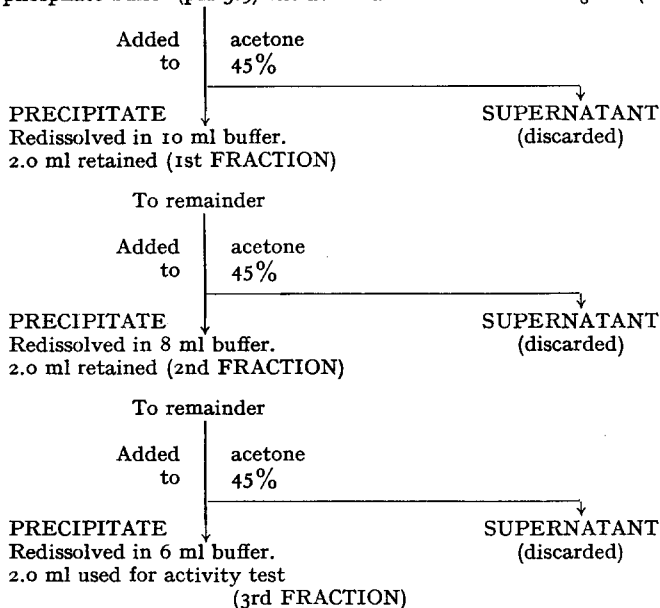 Added acetone
to 45%
PRECIPITATE SUPERNATANT
Redissolved in 10 ml buffer. (discarded)
2.0 ml retained (1st FRACTION)
To remainder
Added acetone
to 45%
PRECIPITATE SUPERNATANT
Redissolved in 8 ml buffer. (discarded)
2.0 ml retained (2nd FRACTION)
To remainder
Added acetone
to 45%
PRECIPITATE SUPERNATANT
Redissolved in 6 ml buffer. (discarded)
2.0 ml used for activity test
(3rd FRACTION)